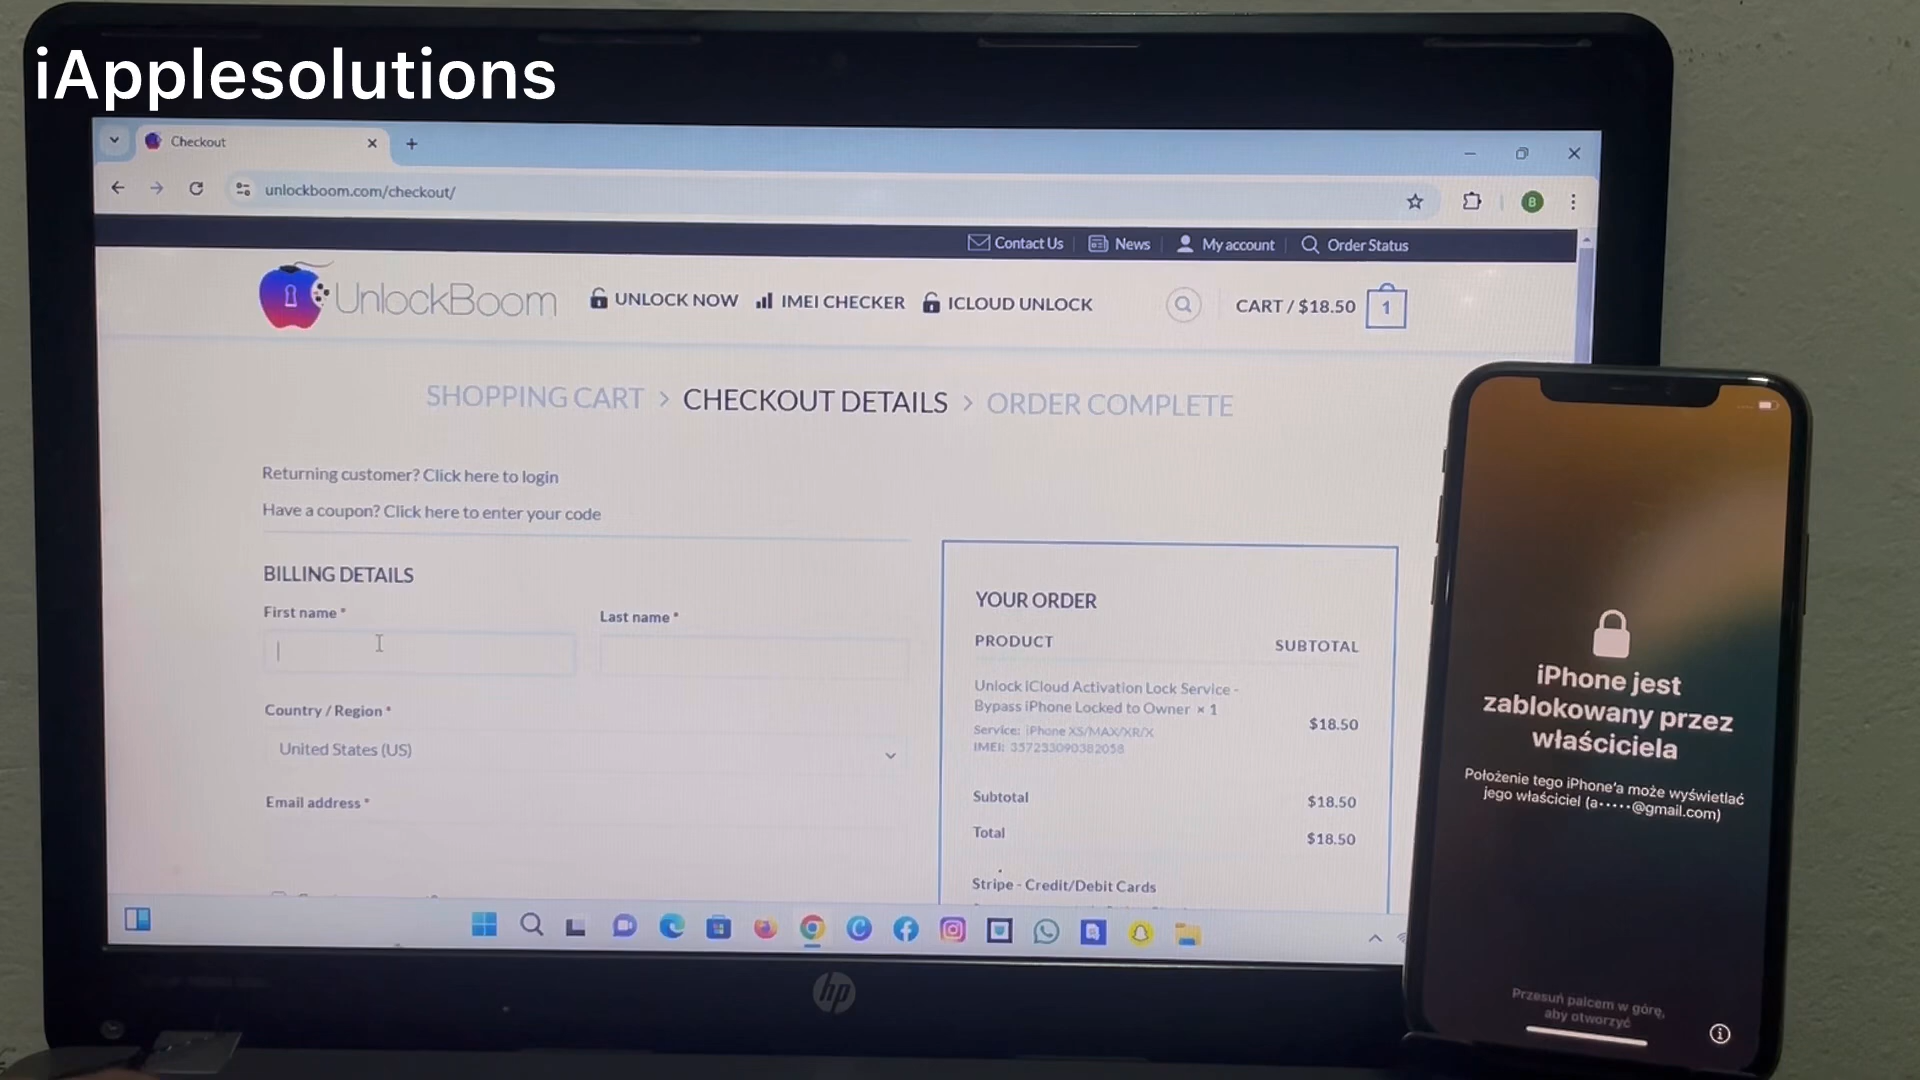 iApplesolutions
Checkout
unlockboom.com/checkout/
B
Contact Us
News
My account
Order Status
UnlockBoom
UNLOCK NOW
IMEI CHECKER
ICLOUD UNLOCK
CART / $18.50
1
SHOPPING CART > CHECKOUT DETAILS > ORDER COMPLETE
Returning customer? Click here to login
Have a coupon? Click here to enter your code
BILLING DETAILS
First name *
Last name *
Country / Region *
United States (US)
Email address *
YOUR ORDER
PRODUCT
SUBTOTAL
Unlock iCloud Activation Lock Service -
Bypass iPhone Locked to Owner × 1
$18.50
Service: iPhone XS/MAX/XR/X
IMEI: 357233090382058
Subtotal
$18.50
Total
$18.50
Stripe - Credit/Debit Cards
hp
iPhone jest
zablokowany przez
właściciela
Położenie tego iPhone'a może wyświetlać
jego właściciel (a•••••@gmail.com)
Przesuń palcem w górę,
aby otworzyć